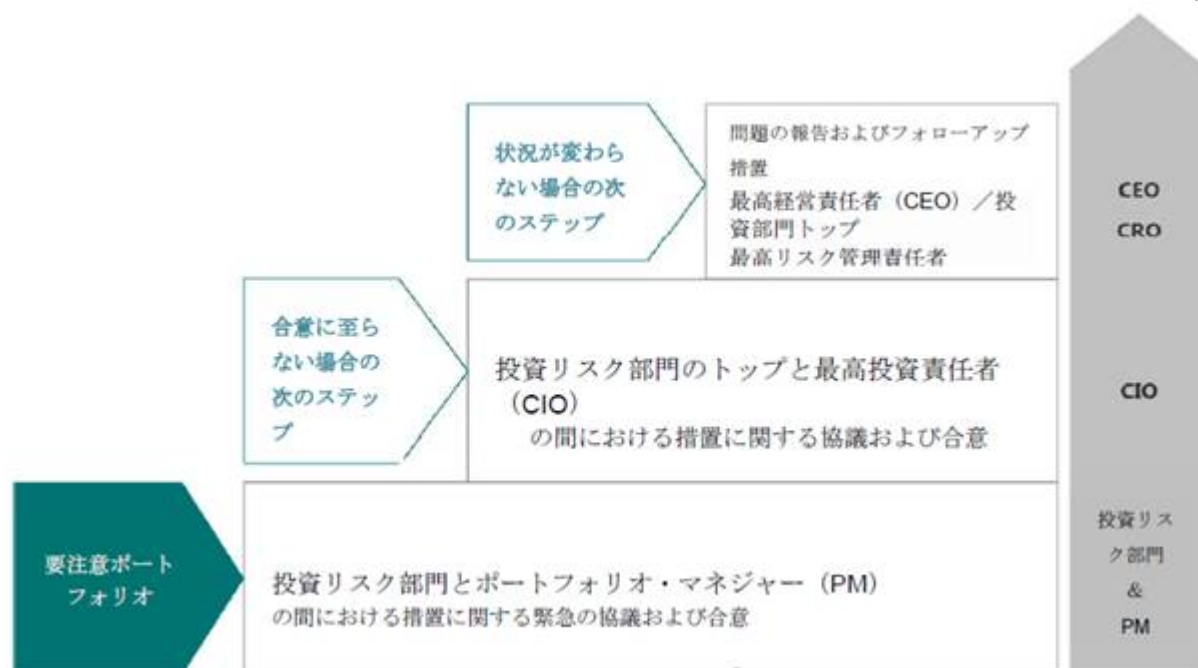 状況が変わら
ない場合の次
のステップ
問題の報告およびフォローアップ
措置
最高経営責任者（CEO）／投
資部門トップ
最高リスク管理責任者
CEO
CRO
合意に至ら
ない場合の
次のステッ
プ
投資リスク部門のトップと最高投資責任者
（CIO）
の間における措置に関する協議および合意
CIO
要注意ポート
フォリオ
投資リスク部門とポートフォリオ・マネジャー（PM）
の間における措置に関する緊急の協議および合意
投資リス
ク部門
&
PM